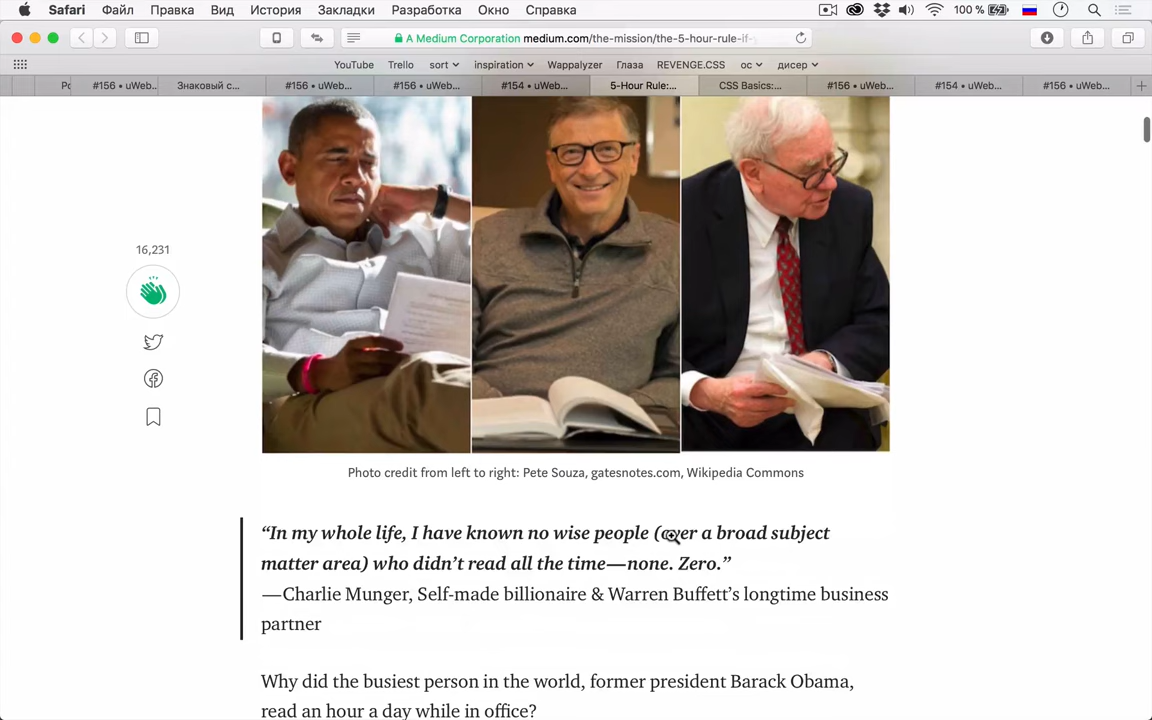 Safari Файл Правка Вид История Закладки Разработка Окно Справка 100 %
A Medium Corporation medium.com/the-mission/the-5-hour-rule-if-
YouTube Trello sort inspiration Wappalyzer Глаза REVENGE.CSS ос дисер
#156 • uWeb... Знаковый с... #156 • uWeb... #156 • uWeb... #154 • uWeb... 5-Hour Rule:... CSS Basics:... #156 • uWeb... #154 • uWeb... #156 • uWeb...
16,231
Photo credit from left to right: Pete Souza, gatesnotes.com, Wikipedia Commons
“In my whole life, I have known no wise people (over a broad subject
matter area) who didn’t read all the time—none. Zero.”
—Charlie Munger, Self-made billionaire & Warren Buffett’s longtime business
partner
Why did the busiest person in the world, former president Barack Obama,
read an hour a day while in office?